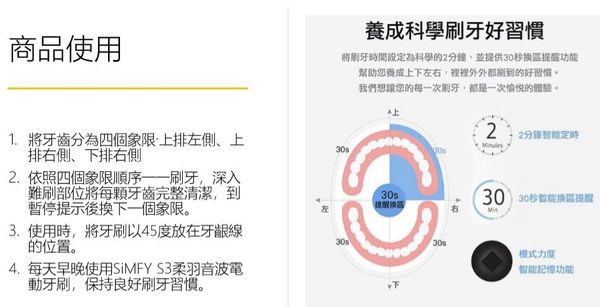 商品使用
1. 將牙齒分為四個象限·上排左側、上
排右側、下排右側
2. 依照四個象限順序一一刷牙，深入
難刷部位將每顆牙齒完整清潔，到
暫停提示後換下一個象限。
3. 使用時，將牙刷以45度放在牙齦線
的位置。
4. 每天早晚使用SiMFY S3柔羽音波電
動牙刷，保持良好刷牙習慣。
養成科學刷牙好習慣
將刷牙時間設定為科學的2分鐘，並提供30秒換區提醒功能
幫助您養成上下左右，裡裡外外都刷到的好習慣。
我們想讓您的每一次刷牙，都是一次愉悅的體驗。
上
30s
30s
左
30s
提醒換區
右
30s
30s
下
2
Minules
2分鐘智能定時
30
Min
30秒智能換區提醒
模式力度
智能記憶功能